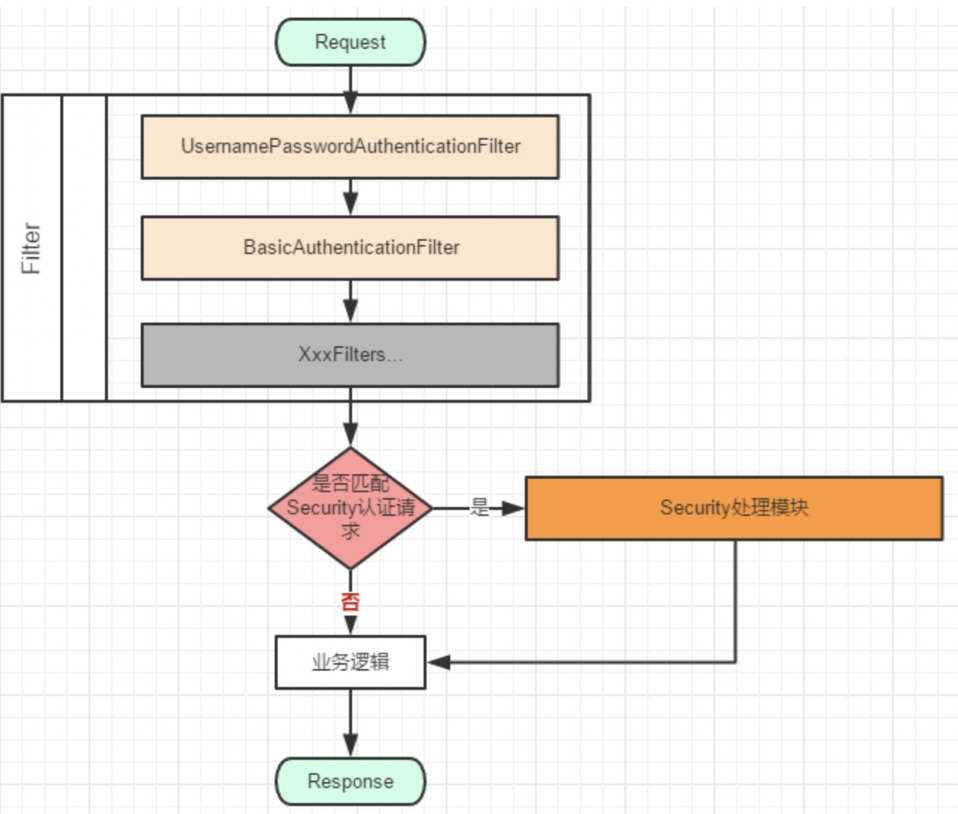 Request
Filter
UsernamePasswordAuthenticationFilter
BasicAuthenticationFilter
XxxFilters...
是否匹配
Security认证请
求
是
Security处理模块
否
业务逻辑
Response